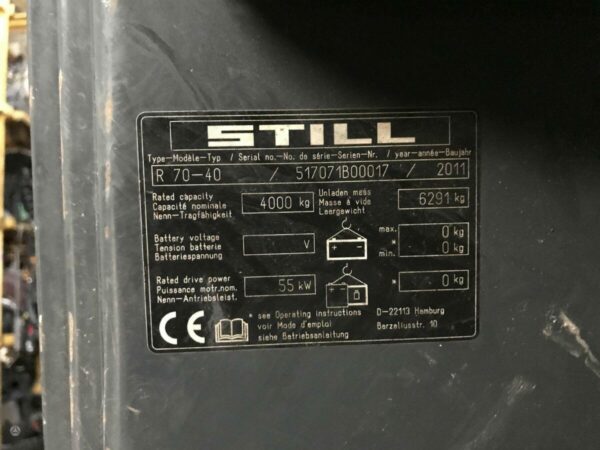 STILL
Type-Modèle-Typ / Serial no.-No. de série-Serien-Nr. / year-année-Baujahr
R 70-40 / 517071B00017 / 2011
Rated capacity
Capacité nominale
Nenn-Tragfähigkeit
4000 kg
Unladen mass
Masse à vide
Leergewicht
6291 kg
Battery voltage
Tension batterie
Batteriespannung
V
max. 0 kg
*
min. 0 kg
Rated drive power
Puissance motr.nom.
Nenn-Antriebsleist.
55 kW
* 0 kg
CE
* see Operating instructions
voir Mode d'emploi
siehe Betriebsanleitung
D-22113 Hamburg
Berzeliusstr. 10